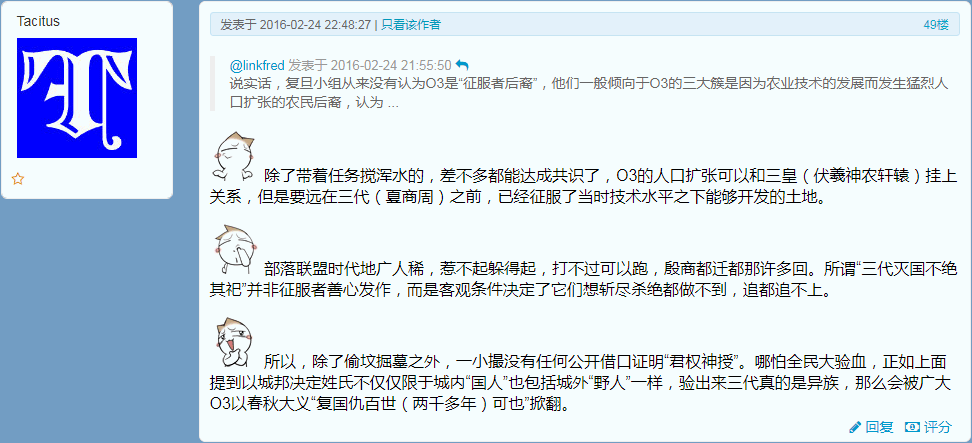 Tacitus
发表于 2016-02-24 22:48:27 | 只看该作者
49楼
@linkfred 发表于 2016-02-24 21:55:50
说实话，复旦小组从来没有认为O3是“征服者后裔”，他们一般倾向于O3的三大簇是因为农业技术的发展而发生猛烈人
口扩张的农民后裔，认为 ...
除了带着任务搅浑水的，差不多都能达成共识了，O3的人口扩张可以和三皇（伏羲神农轩辕）挂上
关系，但是要远在三代（夏商周）之前，已经征服了当时技术水平之下能够开发的土地。
部落联盟时代地广人稀，惹不起躲得起，打不过可以跑，殷商都迁都那许多回。所谓“三代灭国不绝
其祀”并非征服者善心发作，而是客观条件决定了它们想斩尽杀绝都做不到，追都追不上。
所以，除了偷坟掘墓之外，一小撮没有任何公开借口证明“君权神授”。哪怕全民大验血，正如上面
提到以城邦决定姓氏不仅仅限于城内“国人”也包括城外“野人”一样，验出来三代真的是异族，那么会被广大
O3以春秋大义“复国仇百世（两千多年）可也”掀翻。
回复 评分